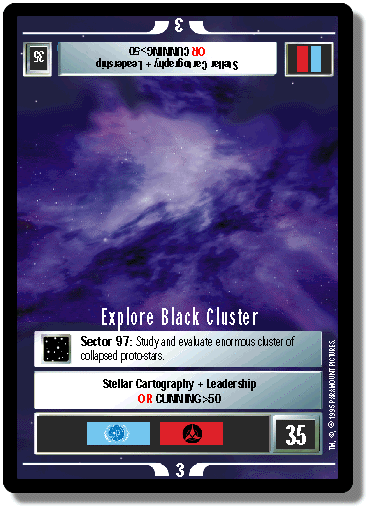 3
35
Stellar Cartography + Leadership
OR CUNNING>50
Explore Black Cluster
Sector 97: Study and evaluate enormous cluster of
collapsed proto-stars.
Stellar Cartography + Leadership
OR CUNNING>50
35
3
TM, ®, © 1995 PARAMOUNT PICTURES.